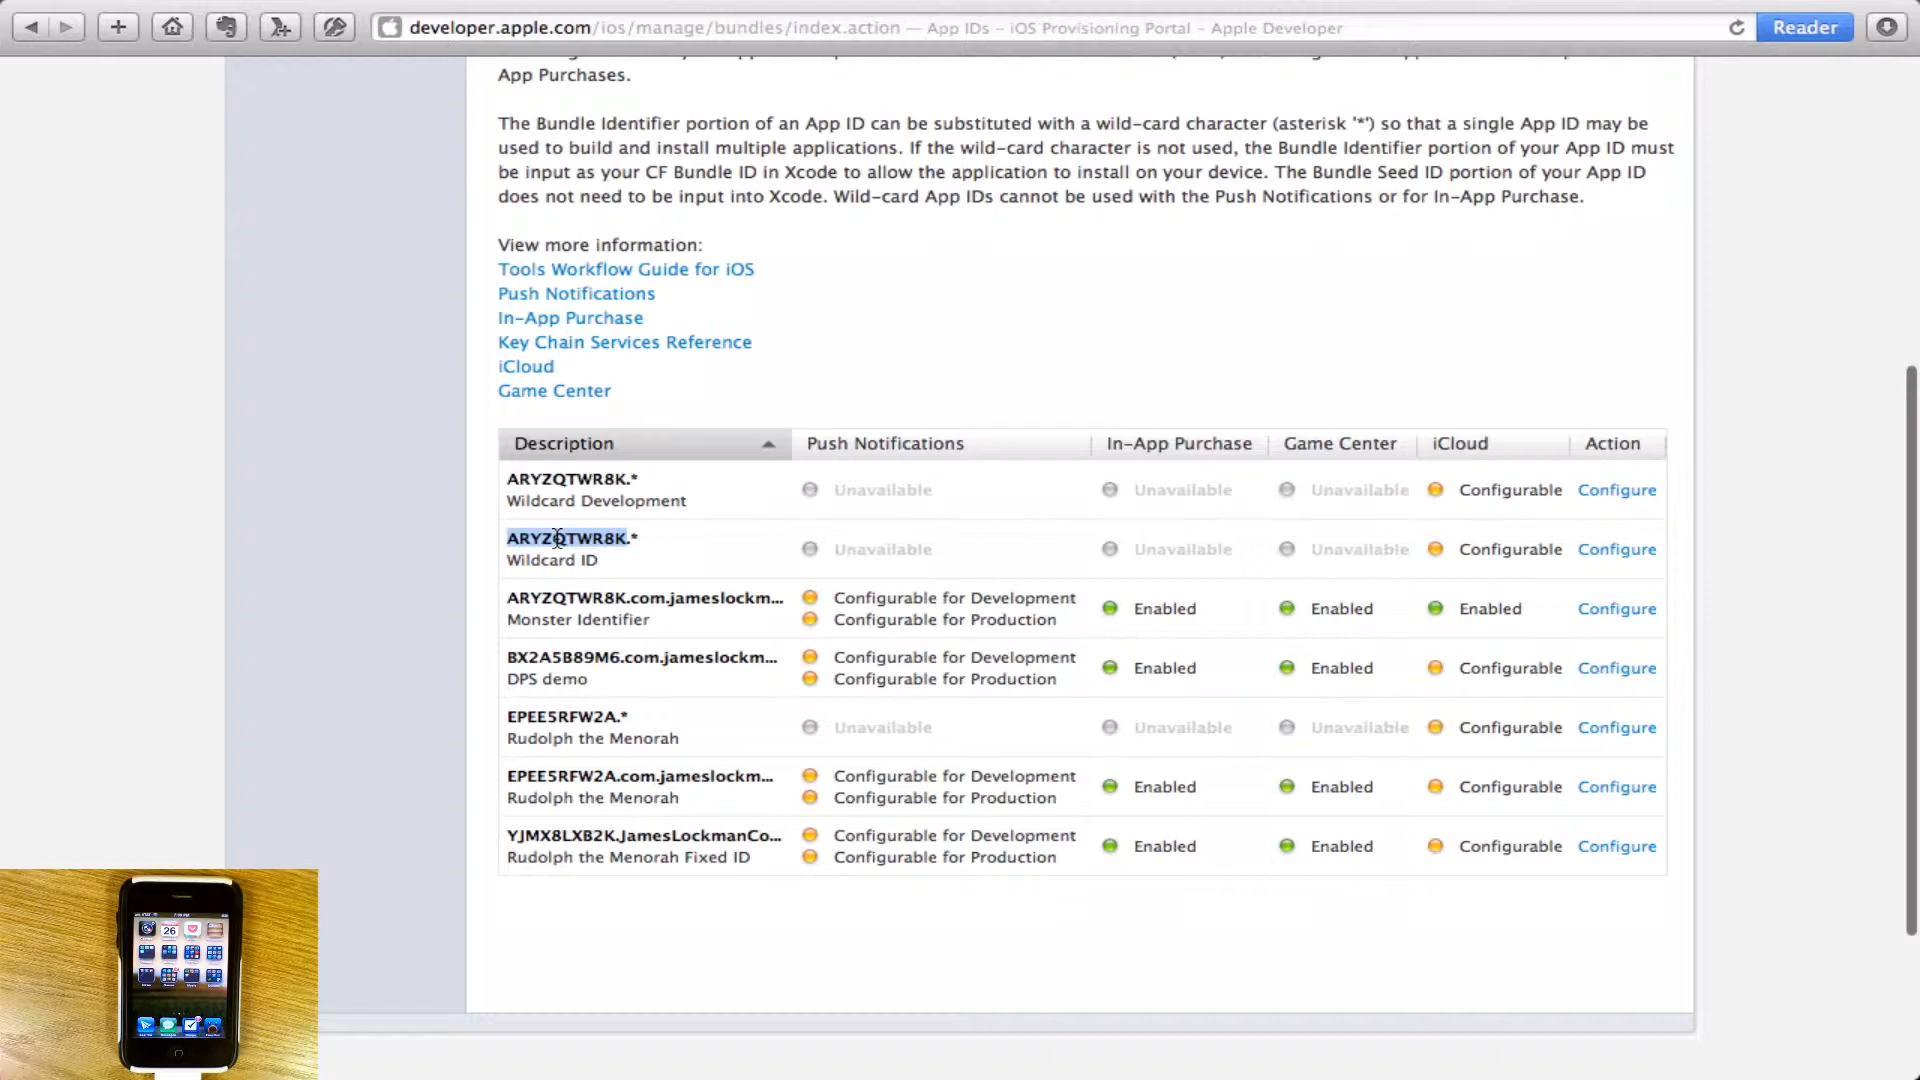 developer.apple.com/ios/manage/bundles/index.action — App IDs – iOS Provisioning Portal – Apple Developer
Reader
App Purchases.
The Bundle Identifier portion of an App ID can be substituted with a wild-card character (asterisk '*') so that a single App ID may be
used to build and install multiple applications. If the wild-card character is not used, the Bundle Identifier portion of your App ID must
be input as your CF Bundle ID in Xcode to allow the application to install on your device. The Bundle Seed ID portion of your App ID
does not need to be input into Xcode. Wild-card App IDs cannot be used with the Push Notifications or for In-App Purchase.
View more information:
Tools Workflow Guide for iOS
Push Notifications
In-App Purchase
Key Chain Services Reference
iCloud
Game Center
Description Push Notifications In-App Purchase Game Center iCloud Action
ARYZQTWR8K.*
Wildcard Development
Unavailable Unavailable Unavailable Configurable Configure
ARYZQTWR8K.*
Wildcard ID
Unavailable Unavailable Unavailable Configurable Configure
ARYZQTWR8K.com.jameslockm... Configurable for Development
Monster Identifier Configurable for Production
Enabled Enabled Enabled Configure
BX2A5B89M6.com.jameslockm... Configurable for Development
DPS demo Configurable for Production
Enabled Enabled Configurable Configure
EPEE5RFW2A.*
Rudolph the Menorah
Unavailable Unavailable Unavailable Configurable Configure
EPEE5RFW2A.com.jameslockm... Configurable for Development
Rudolph the Menorah Configurable for Production
Enabled Enabled Configurable Configure
YJMX8LXB2K.JamesLockmanCo... Configurable for Development
Rudolph the Menorah Fixed ID Configurable for Production
Enabled Enabled Configurable Configure
26